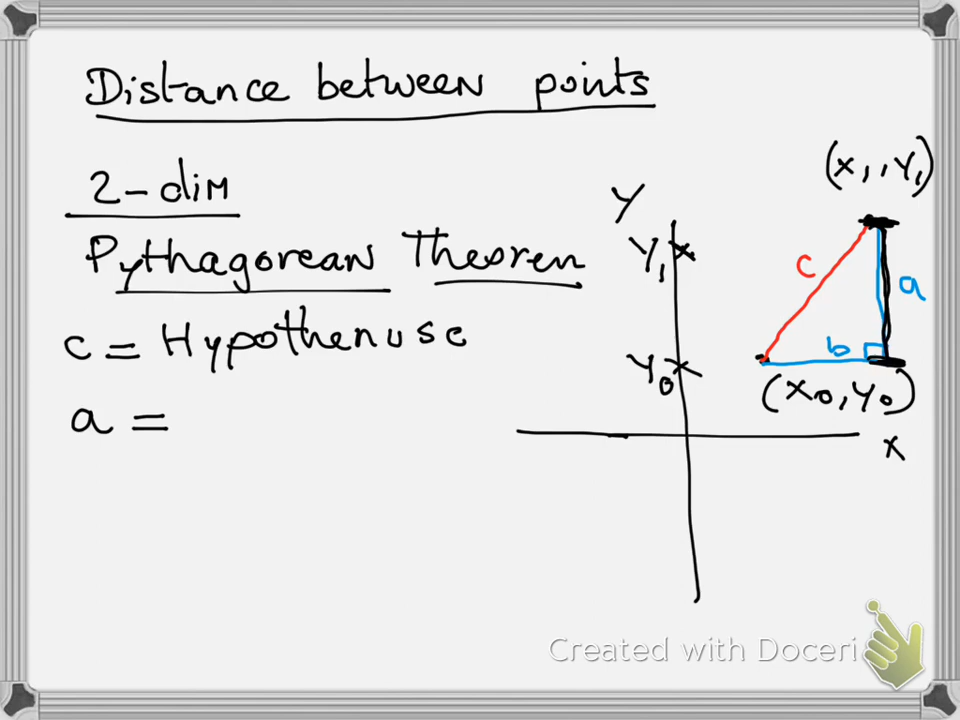 Distance between points
2-dim
Pythagorean Theoren
c = Hypothenuse
a =
Y
Y1
Y0
X
(X1, Y1)
c
a
b
(X0, Y0)
Created with Doceri